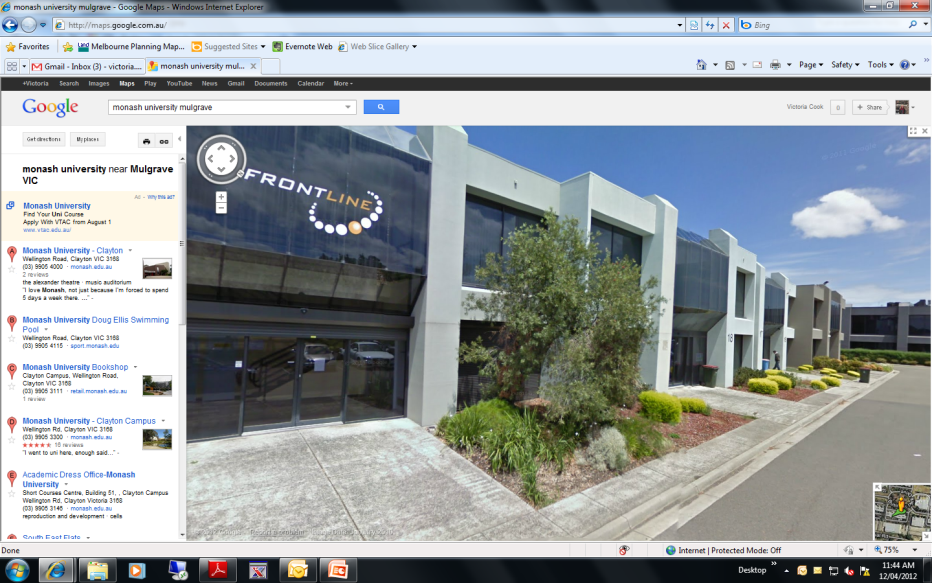 monash university mulgrave - Google Maps - Windows Internet Explorer
http://maps.google.com.au/
Bing
Favorites
Melbourne Planning Map...
Suggested Sites
Evernote Web
Web Slice Gallery
Gmail - Inbox (3) - victoria....
monash university mul...
Page
Safety
Tools
+Victoria Search Images Maps Play YouTube News Gmail Documents Calendar More
Google
monash university mulgrave
Victoria Cook
0
+ Share
Get directions
My places
monash university near Mulgrave
VIC
Ad - Why this ad?
Monash University
Find Your Uni Course
Apply With VTAC from August 1
www.vtac.edu.au/
A
Monash University - Clayton
Wellington Road, Clayton VIC 3168
(03) 9905 4000 · monash.edu.au
2 reviews
the alexander theatre · music auditorium
"I love Monash, not just because I'm forced to spend
5 days a week there. ..." -
B
Monash University Doug Ellis Swimming
Pool
Wellington Road, Clayton VIC 3168
(03) 9905 4115 · sport.monash.edu
C
Monash University Bookshop
Clayton Campus, Wellington Road,
Clayton VIC 3168
(03) 9905 3111 · retail.monash.edu.au
1 review
D
Monash University - Clayton Campus
Wellington Rd, Clayton VIC 3168
(03) 9905 3300 · monash.edu.au
16 reviews
"I went to uni here, enough said..." -
E
Academic Dress Office-Monash
University
Short Courses Centre, Building 51, , Clayton Campus
Wellington Rd, Clayton Victoria 3168
(03) 9905 3146 · monash.edu.au
reproduction and development · cells
South East Flats
FRONTLINE
18
Done
Internet | Protected Mode: Off
75%
Desktop
11:44 AM
12/04/2012